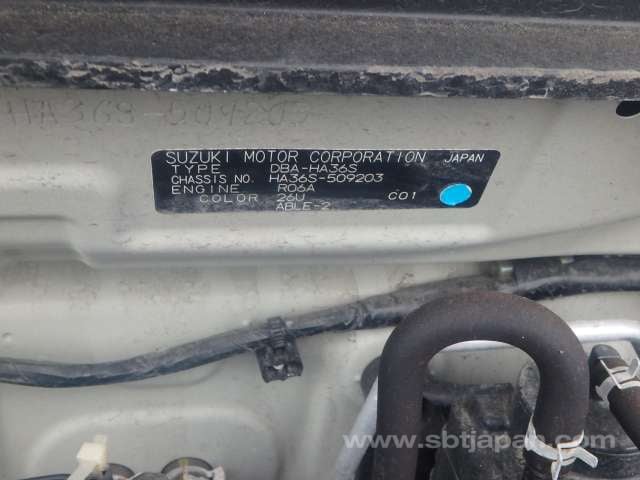 HA36S-509203
SUZUKI MOTOR CORPORATION JAPAN
TYPE DBA-HA36S
CHASSIS NO. HA36S-509203
ENGINE R06A
COLOR 26U C01
ABLE-2
www.sbtjapan.com